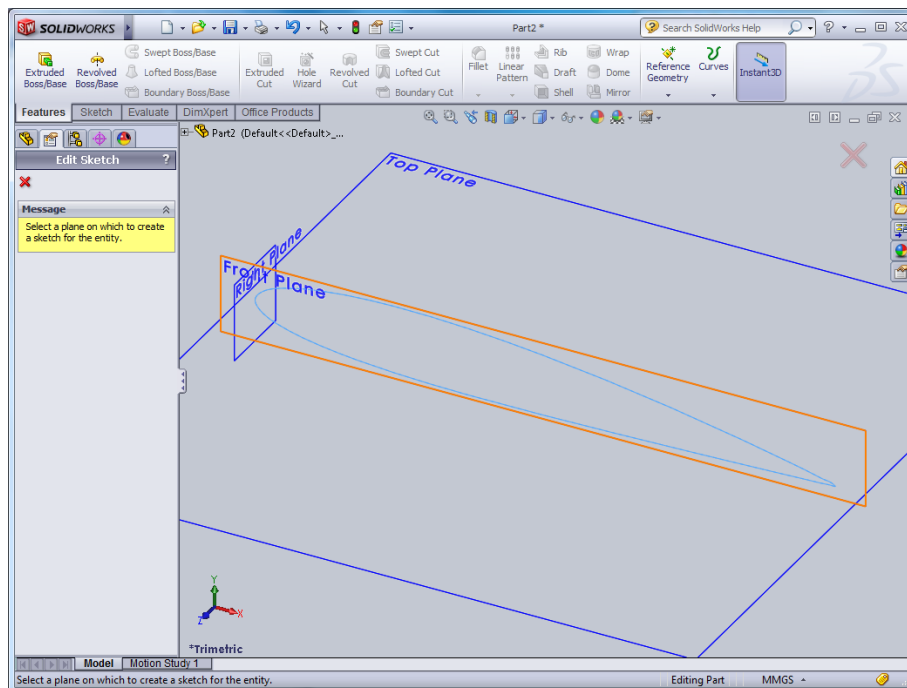 SOLIDWORKS
Part2 *
Search SolidWorks Help
Extruded Boss/Base
Revolved Boss/Base
Swept Boss/Base
Lofted Boss/Base
Boundary Boss/Base
Extruded Cut
Hole Wizard
Revolved Cut
Swept Cut
Lofted Cut
Boundary Cut
Fillet
Linear Pattern
Rib
Draft
Shell
Wrap
Dome
Mirror
Reference Geometry
Curves
Instant3D
Features
Sketch
Evaluate
DimXpert
Office Products
Part2 (Default<<Default>_...
Edit Sketch
?
Message
Select a plane on which to create
a sketch for the entity.
Top Plane
Front Plane
Right Plane
Y
X
Z
*Trimetric
Model
Motion Study 1
Select a plane on which to create a sketch for the entity.
Editing Part
MMGS